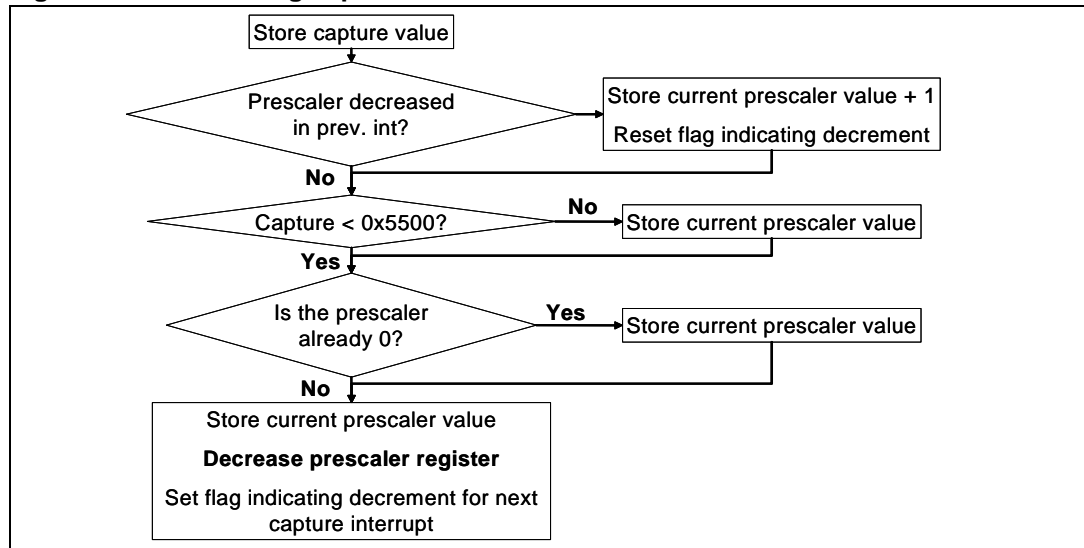 Store capture value
Prescaler decreased
in prev. int?
Store current prescaler value + 1
Reset flag indicating decrement
No
Capture < 0x5500?
No
Store current prescaler value
Yes
Is the prescaler
already 0?
Yes
Store current prescaler value
No
Store current prescaler value
Decrease prescaler register
Set flag indicating decrement for next
capture interrupt